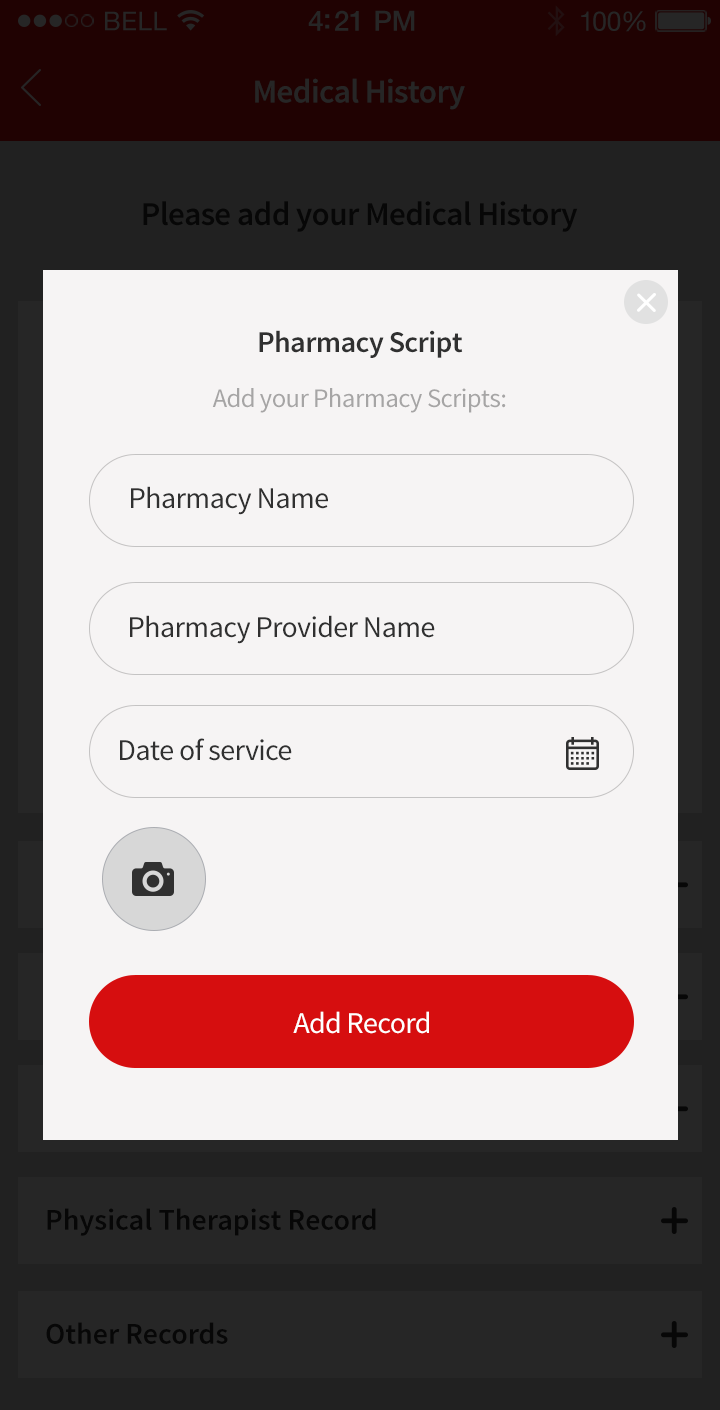 BELL 4:21 PM 100%
Medical History
Please add your Medical History
Pharmacy Script
Add your Pharmacy Scripts:
Pharmacy Name
Pharmacy Provider Name
Date of service
Add Record
Physical Therapist Record
Other Records